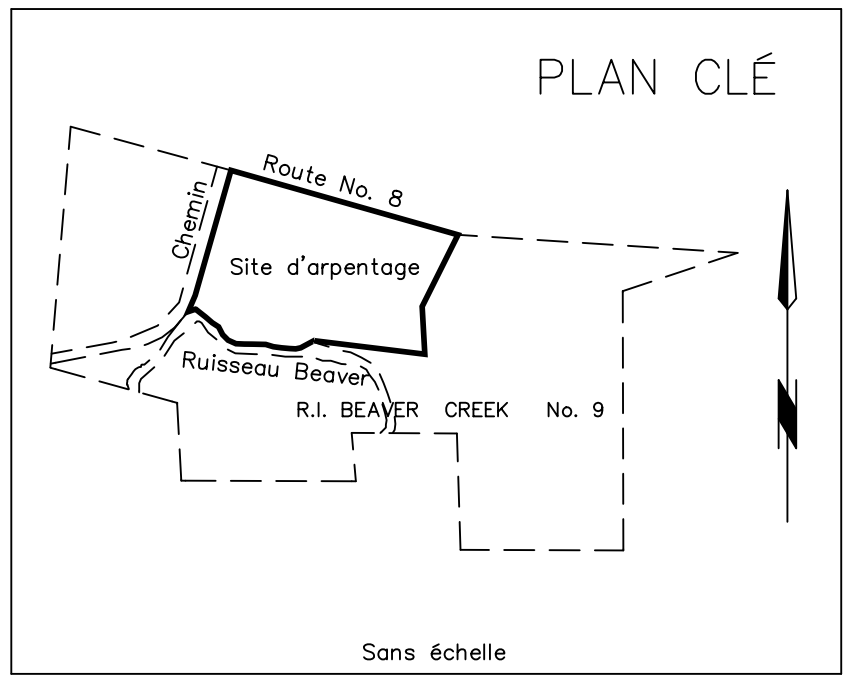 PLAN CLÉ
Route No. 8
Chemin
Site d'arpentage
Ruisseau Beaver
R.I. BEAVER CREEK No. 9
N
Sans échelle